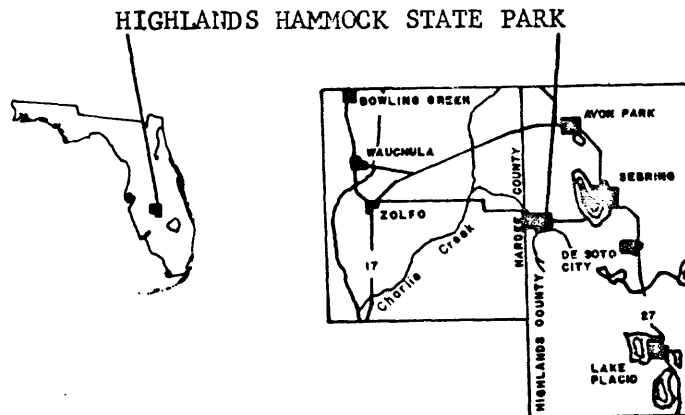 HIGHLANDS HAMMOCK STATE PARK
BOWLING GREEN
AVON PARK
WAUCHULA
SEBRING
ZOLFO
HARDEE COUNTY
Charlie Creek
DE SOTO
CITY
17
HIGHLANDS COUNTY
27
LAKE
PLACID